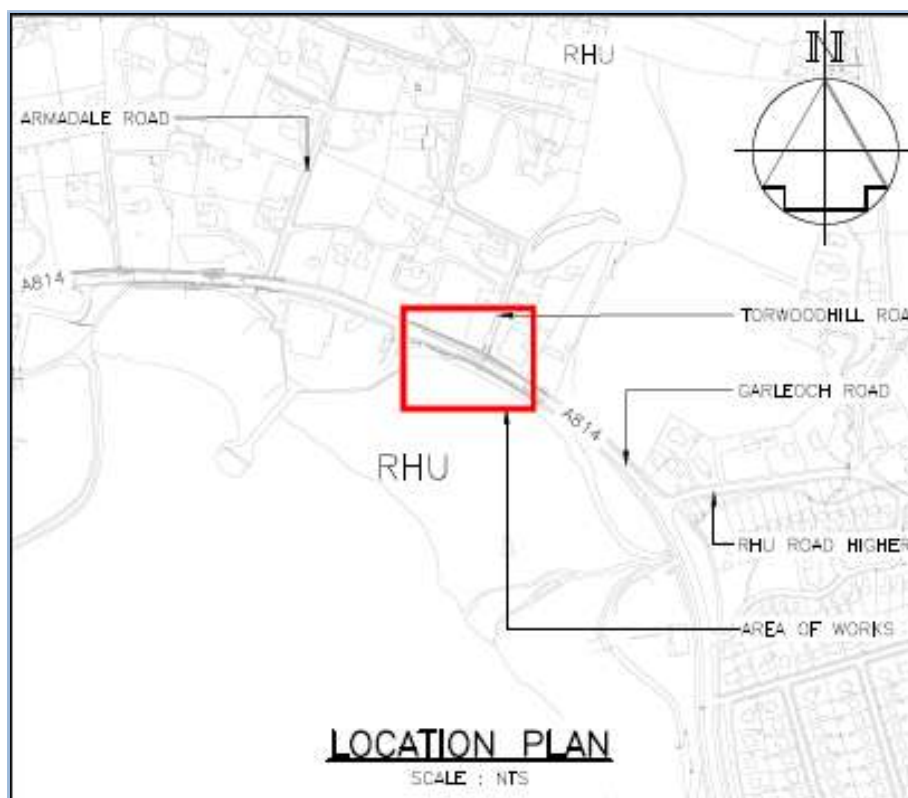 RHU
N
ARMADALE ROAD
A814
TORWOODHILL ROA
GARLEOCH ROAD
A814
RHU
RHU ROAD HIGHER
AREA OF WORKS
LOCATION PLAN
SCALE : NTS